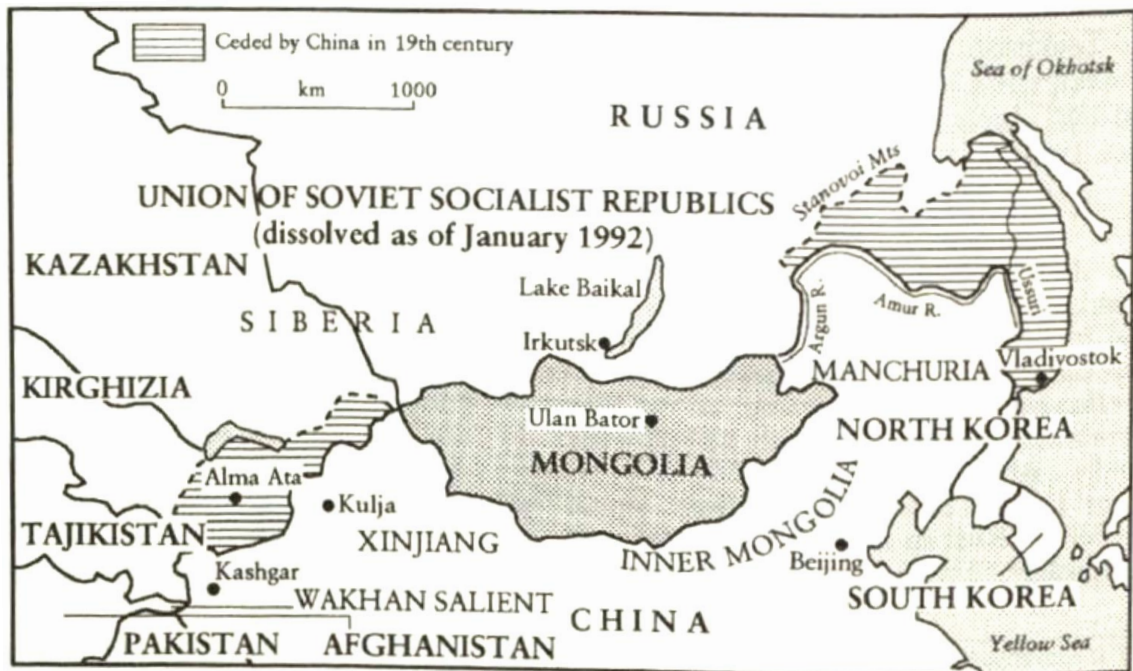 Ceded by China in 19th century
0 km 1000
Sea of Okhotsk
RUSSIA
Stanovoi Mts
UNION OF SOVIET SOCIALIST REPUBLICS
(dissolved as of January 1992)
KAZAKHSTAN
Lake Baikal
SIBERIA
Argun R.
Amur R.
Ussuri
Irkutsk
KIRGHIZIA
MANCHURIA
Vladivostok
Ulan Bator
NORTH KOREA
MONGOLIA
Alma Ata
Kulja
TAJIKISTAN
XINJIANG
INNER MONGOLIA
Beijing
Kashgar
WAKHAN SALIENT
CHINA
SOUTH KOREA
PAKISTAN
AFGHANISTAN
Yellow Sea